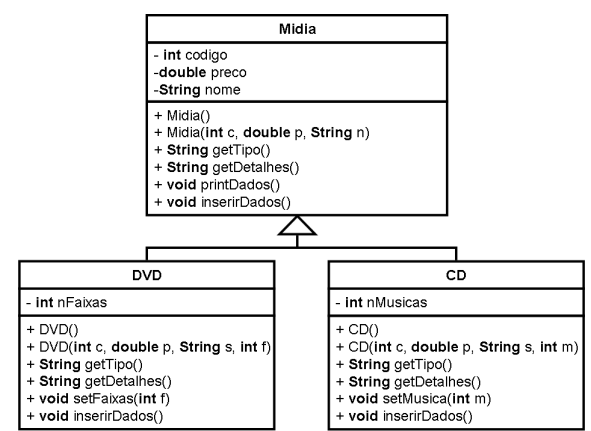 Midia
- int codigo
-double preco
-String nome
+ Midia()
+ Midia(int c, double p, String n)
+ String getTipo()
+ String getDetalhes()
+ void printDados()
+ void inserirDados()
DVD
- int nFaixas
+ DVD()
+ DVD(int c, double p, String s, int f)
+ String getTipo()
+ String getDetalhes()
+ void setFaixas(int f)
+ void inserirDados()
CD
- int nMusicas
+ CD()
+ CD(int c, double p, String s, int m)
+ String getTipo()
+ String getDetalhes()
+ void setMusica(int m)
+ void inserirDados()